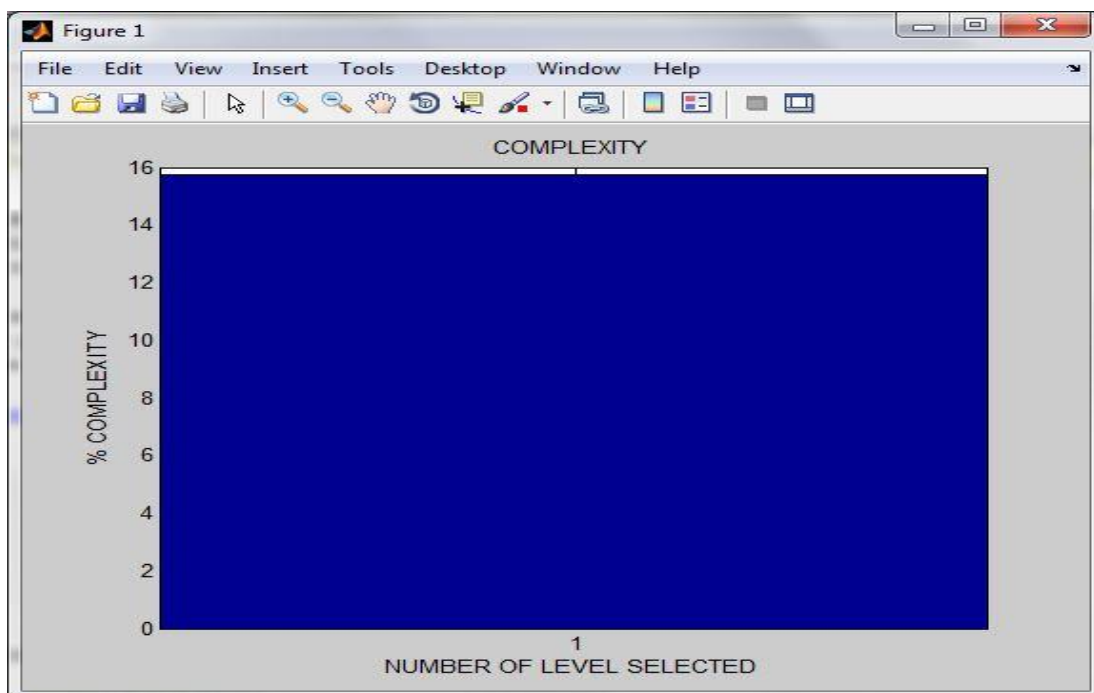 Figure 1
File Edit View Insert Tools Desktop Window Help
COMPLEXITY
16
14
12
10
8
6
4
2
0
% COMPLEXITY
1
NUMBER OF LEVEL SELECTED